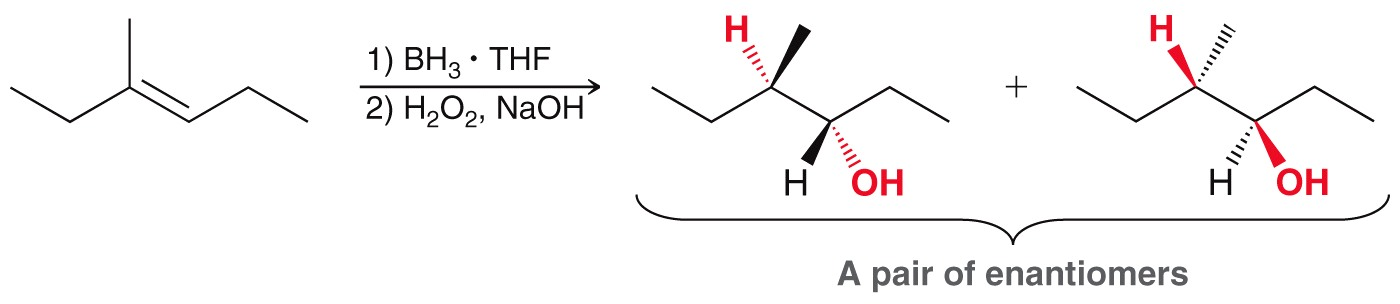 1) BH₃ • THF
2) H₂O₂, NaOH
H
H OH
+
H
H OH
A pair of enantiomers